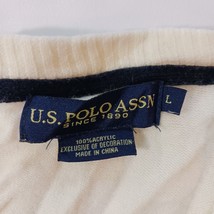 U.S. POLO ASSN
SINCE 1890
L
100% ACRYLIC
EXCLUSIVE OF DECORATION
MADE IN CHINA